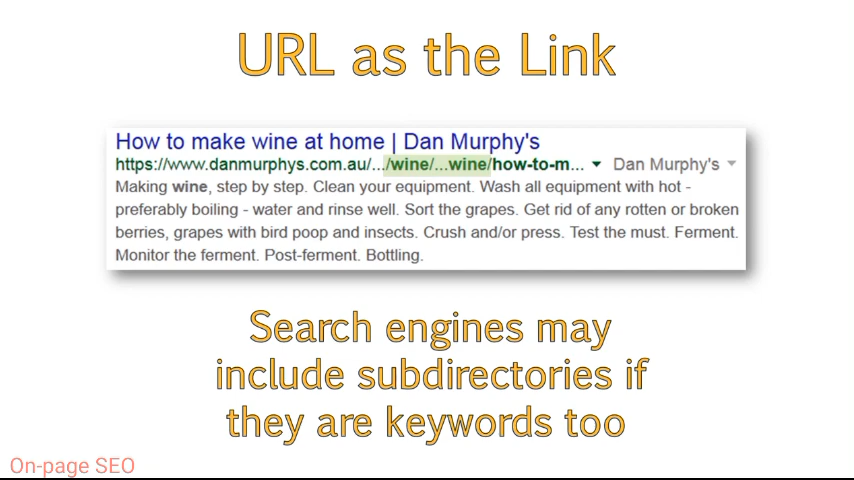 URL as the Link
How to make wine at home | Dan Murphy's
https://www.danmurphys.com.au/.../wine/...wine/how-to-m... Dan Murphy's
Making wine, step by step. Clean your equipment. Wash all equipment with hot -
preferably boiling - water and rinse well. Sort the grapes. Get rid of any rotten or broken
berries, grapes with bird poop and insects. Crush and/or press. Test the must. Ferment.
Monitor the ferment. Post-ferment. Bottling.
Search engines may
include subdirectories if
they are keywords too
On-page SEO